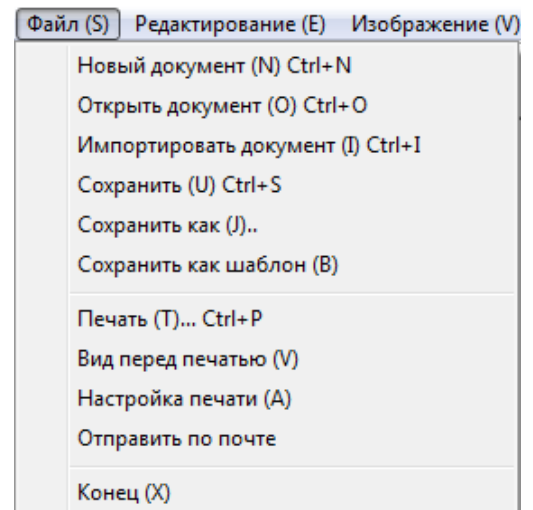 Файл (S) Редактирование (E) Изображение (V)
Новый документ (N) Ctrl+N
Открыть документ (O) Ctrl+O
Импортировать документ (I) Ctrl+I
Сохранить (U) Ctrl+S
Сохранить как (J)..
Сохранить как шаблон (B)
Печать (T)... Ctrl+P
Вид перед печатью (V)
Настройка печати (A)
Отправить по почте
Конец (X)